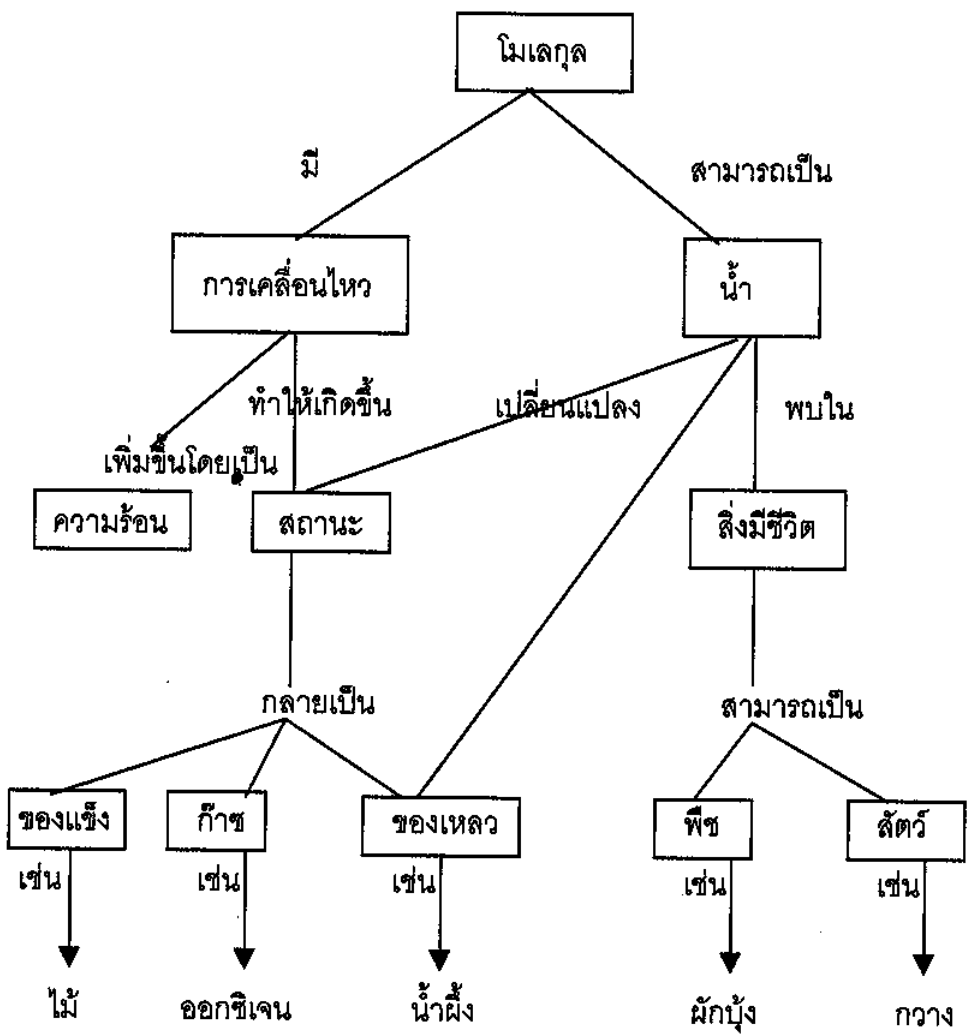 โมเลกุล
มี
สามารถเป็น
การเคลื่อนไหว
น้ำ
ทำให้เกิดขึ้น
เปลี่ยนแปลง
พบใน
เพิ่มขึ้นโดยเป็น
ความร้อน
สถานะ
สิ่งมีชีวิต
กลายเป็น
สามารถเป็น
ของแข็ง
ก๊าซ
ของเหลว
พืช
สัตว์
เช่น
เช่น
เช่น
เช่น
เช่น
ไม้
ออกซิเจน
น้ำผึ้ง
ผักบุ้ง
กวาง